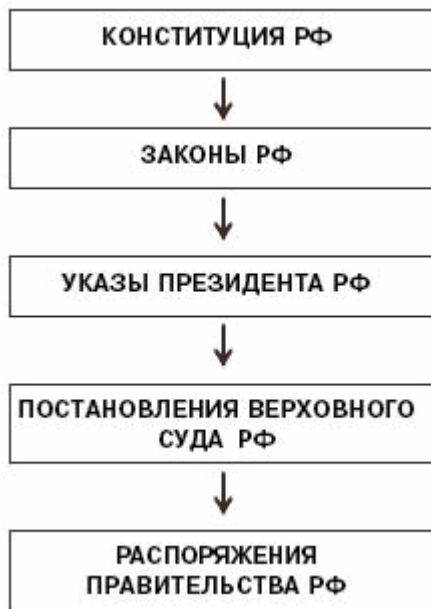 КОНСТИТУЦИЯ РФ
ЗАКОНЫ РФ
УКАЗЫ ПРЕЗИДЕНТА РФ
ПОСТАНОВЛЕНИЯ ВЕРХОВНОГО
СУДА РФ
РАСПОРЯЖЕНИЯ
ПРАВИТЕЛЬСТВА РФ